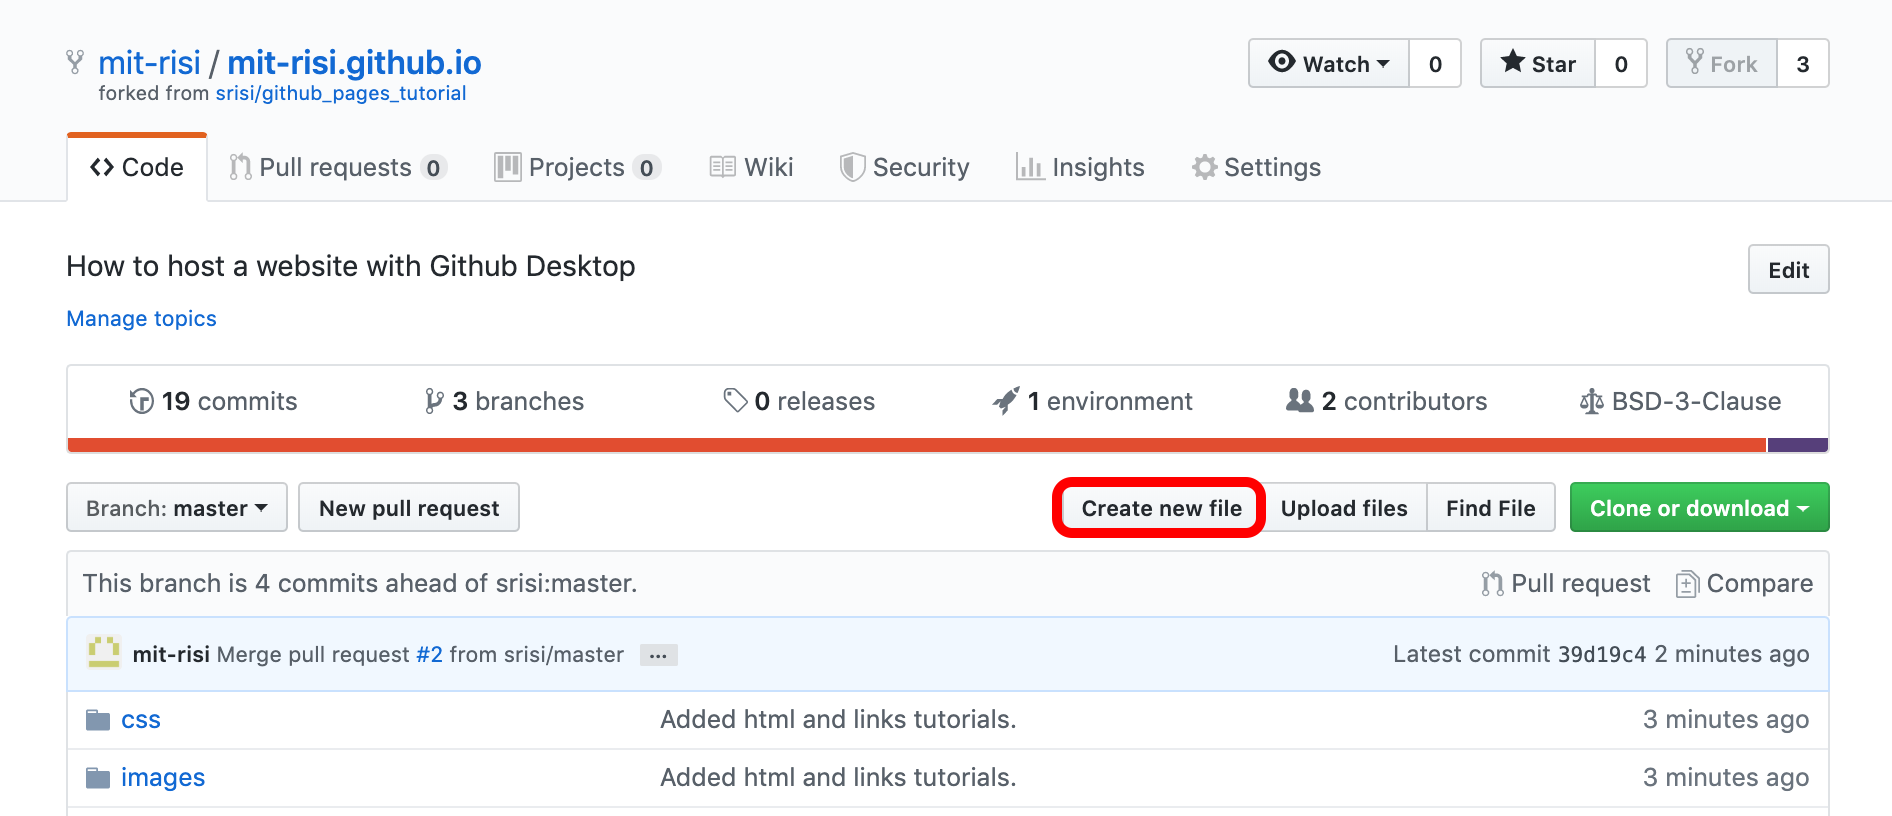 mit-risi / mit-risi.github.io
forked from srisi/github_pages_tutorial
Watch 0 Star 0 Fork 3
Code Pull requests 0 Projects 0 Wiki Security Insights Settings
How to host a website with Github Desktop
Edit
Manage topics
19 commits 3 branches 0 releases 1 environment 2 contributors BSD-3-Clause
Branch: master New pull request Create new file Upload files Find File Clone or download
This branch is 4 commits ahead of srisi:master. Pull request Compare
mit-risi Merge pull request #2 from srisi/master ... Latest commit 39d19c4 2 minutes ago
css Added html and links tutorials. 3 minutes ago
images Added html and links tutorials. 3 minutes ago